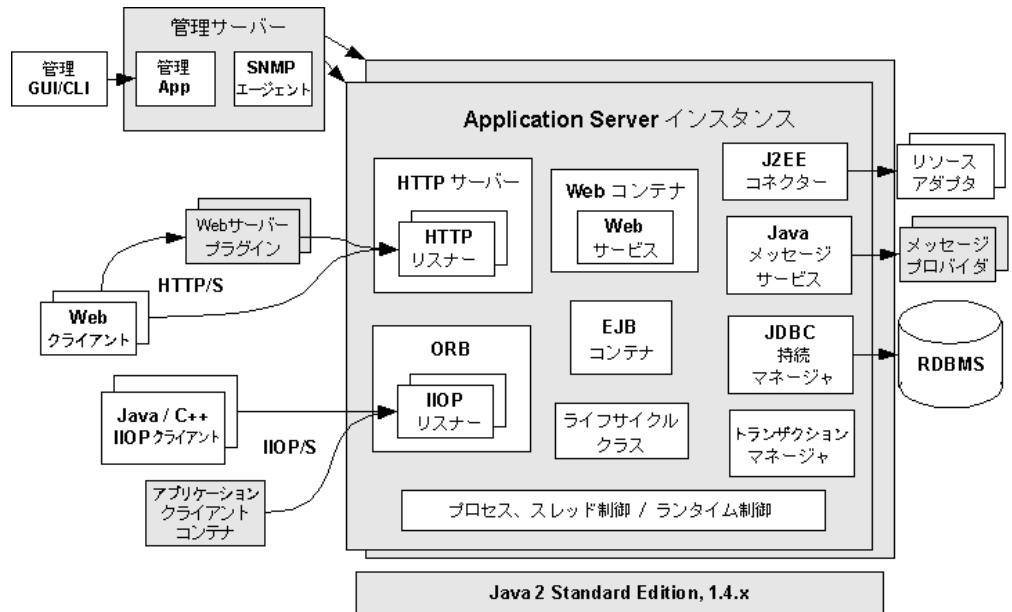 管理サーバー
管理
GUI/CLI
管理
App
SNMP
エージェント
Application Server インスタンス
HTTP サーバー
HTTP
リスナー
Web コンテナ
Web
サービス
J2EE
コネクター
リソース
アダプタ
Webサーバー
プラグイン
HTTP/S
Web
クライアント
Java
メッセージ
サービス
メッセージ
プロバイダ
EJB
コンテナ
JDBC
持続
マネージャ
RDBMS
ORB
IIOP
リスナー
Java / C++
IIOP クライアント
IIOP/S
ライフサイクル
クラス
トランザクション
マネージャ
アプリケーション
クライアント
コンテナ
プロセス、スレッド制御 / ランタイム制御
Java 2 Standard Edition, 1.4.x